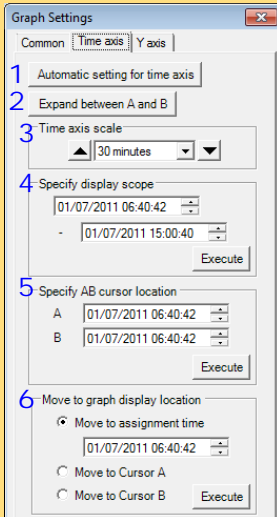 Graph Settings
Common Time axis Y axis
1 Automatic setting for time axis
2 Expand between A and B
3 Time axis scale
30 minutes
4 Specify display scope
01/07/2011 06:40:42
- 01/07/2011 15:00:40
Execute
5 Specify AB cursor location
A 01/07/2011 06:40:42
B 01/07/2011 06:40:42
Execute
6 Move to graph display location
Move to assignment time
01/07/2011 06:40:42
Move to Cursor A
Move to Cursor B Execute